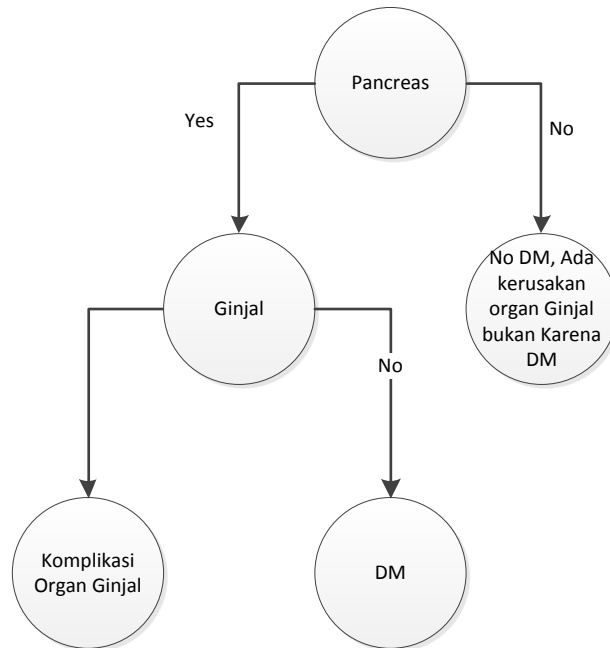 Pancreas
Yes
No
Ginjal
No DM, Ada
kerusakan
organ Ginjal
bukan Karena
DM
No
Komplikasi
Organ Ginjal
DM